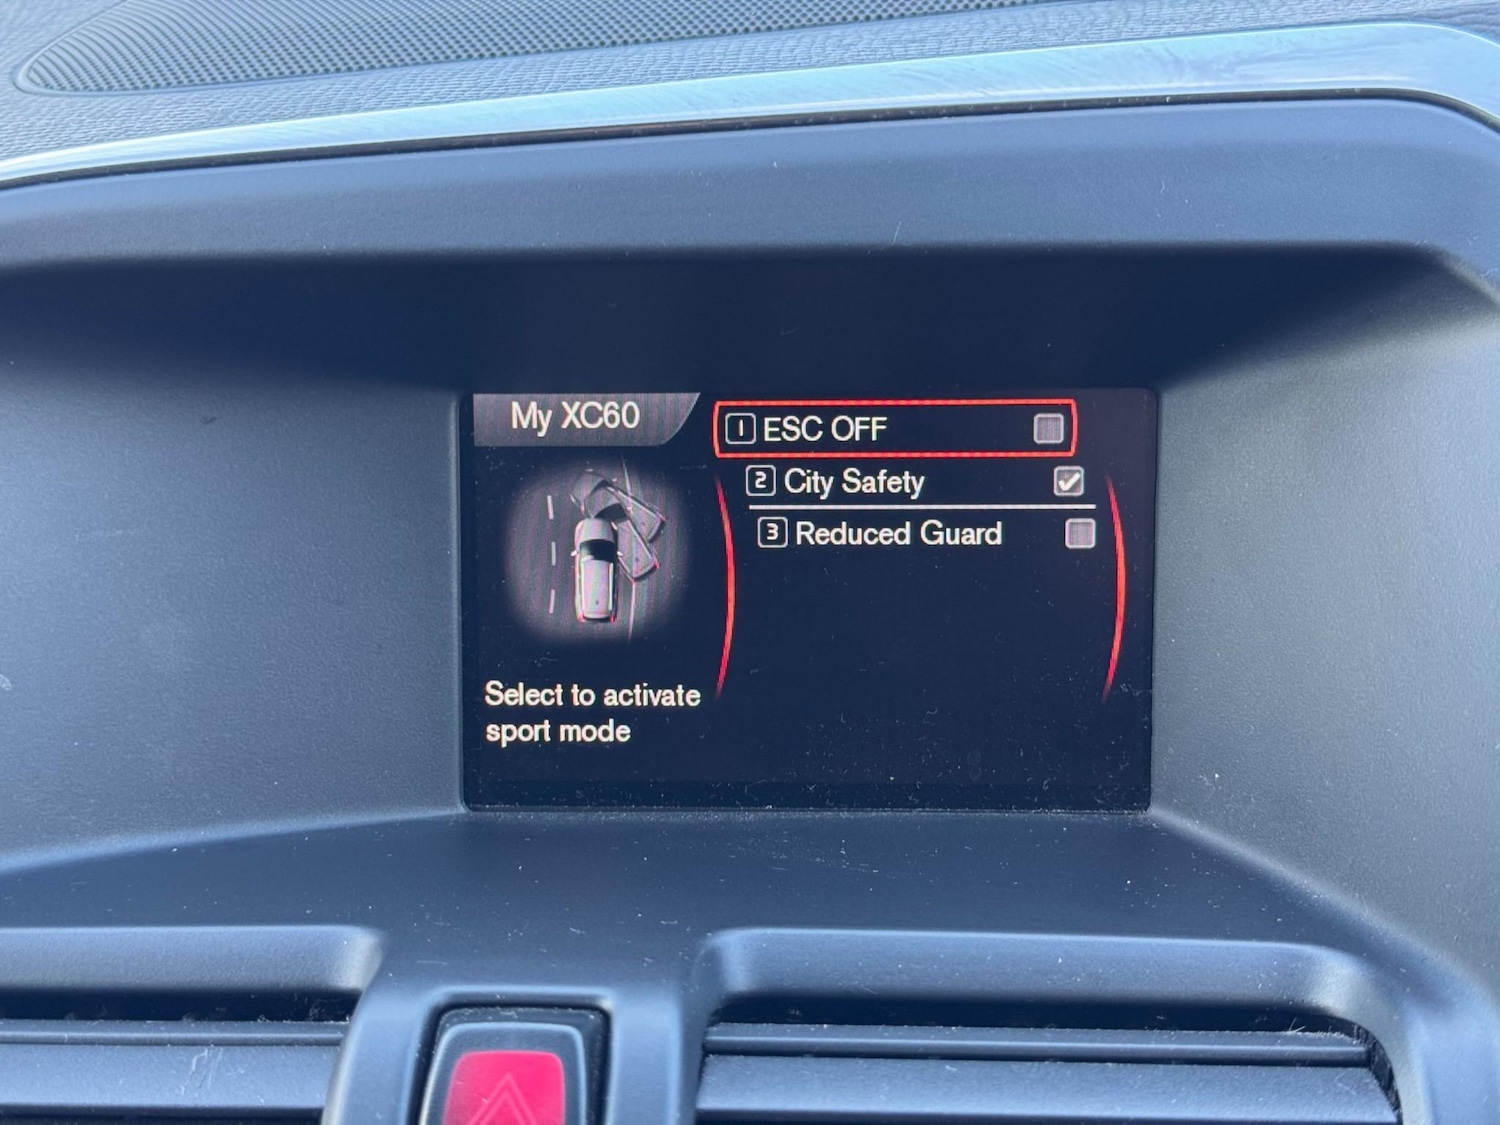 My XC60
1 ESC OFF
2 City Safety
3 Reduced Guard
Select to activate
sport mode